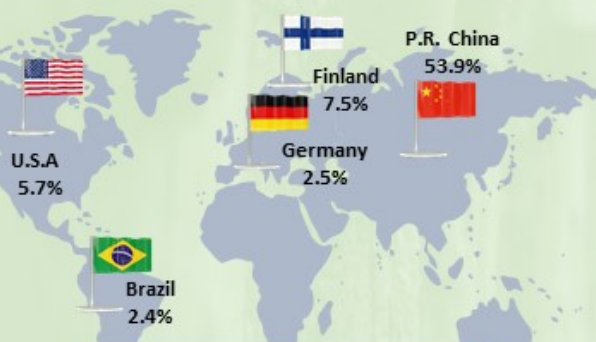 P.R. China
53.9%
Finland
7.5%
Germany
2.5%
U.S.A
5.7%
Brazil
2.4%